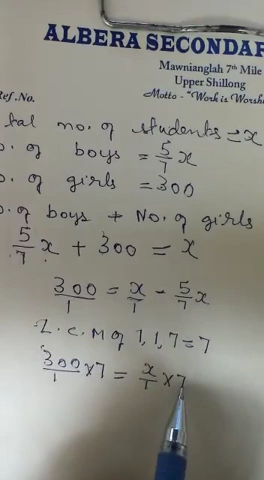 ALBERA SECONDAR
Mawnianglah 7th Mile
Upper Shillong
Ref.No.
Motto - "Work is Worsh
tal no. of students = x
o. of boys = 5/7 x
o. of girls = 300
o. of boys + No. of girls
5/7 x + 300 = x
300/1 = x/1 - 5/7 x
L.C.M of 1,1,7 = 7
300/1 × 7 = x/1 × 7